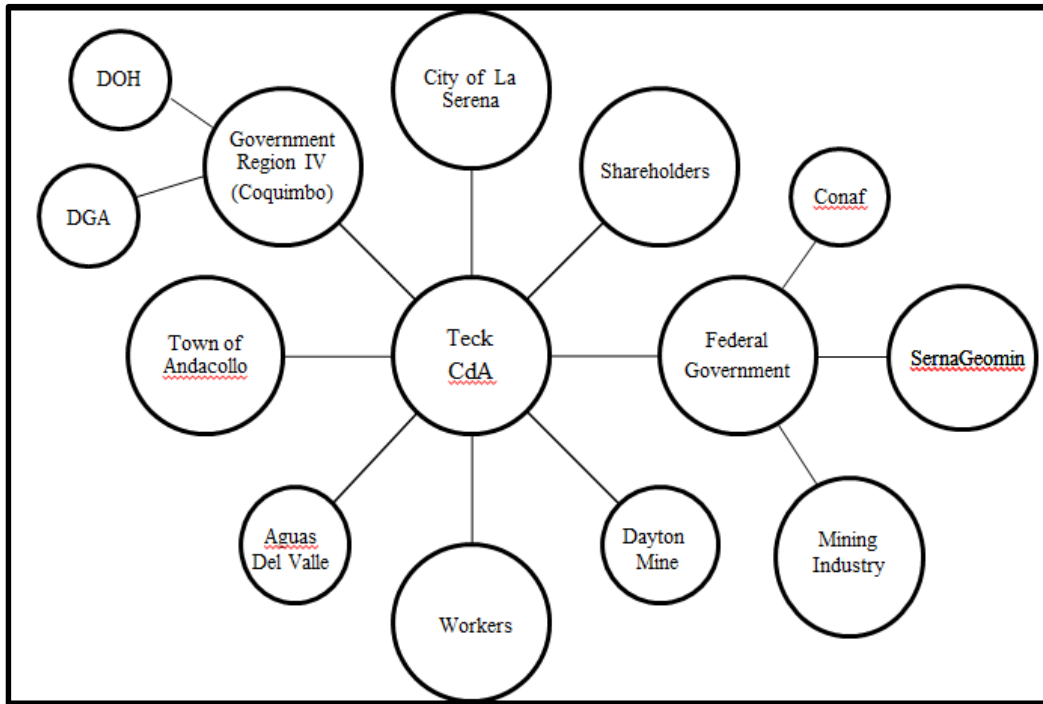 City of La
Serena
DOH
Government
Region IV
(Coquimbo)
Shareholders
DGA
Conaf
Town of
Andacollo
Teck
CdA
Federal
Government
SernaGeomin
Aguas
Del Valle
Workers
Dayton
Mine
Mining
Industry